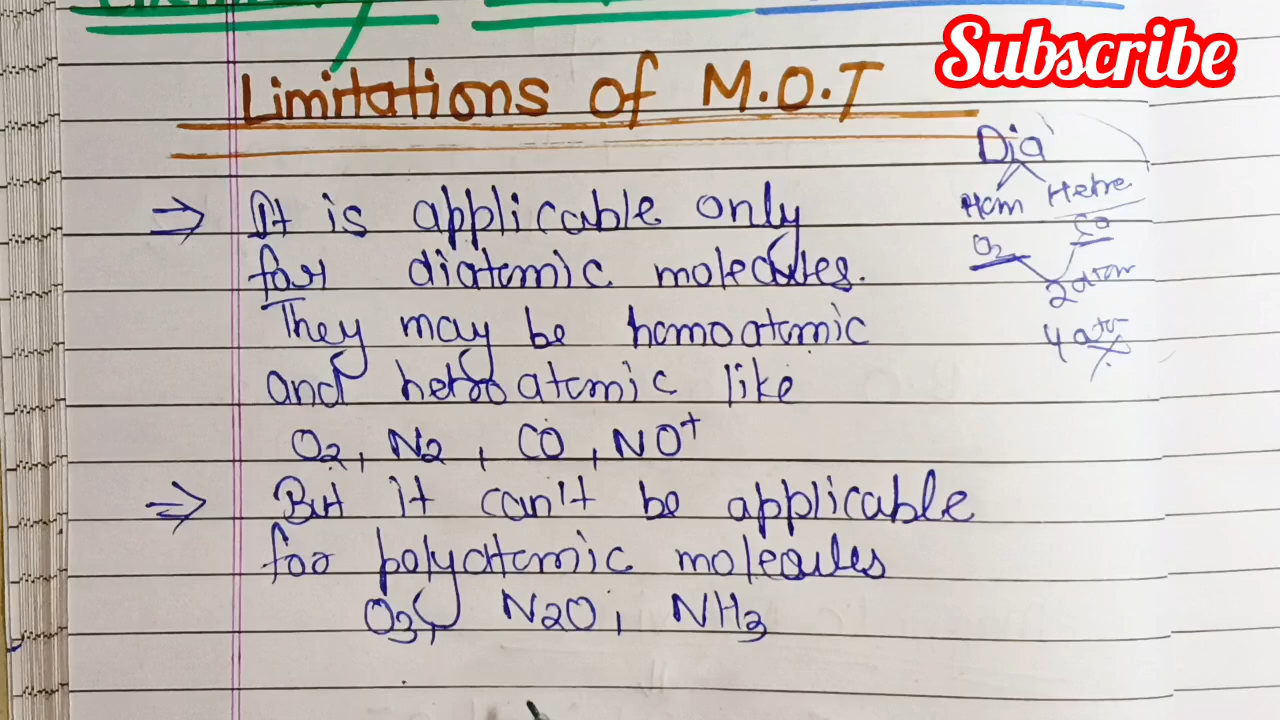 Subscribe
Limitations of M.O.T
Dia
Hom Hetre
O2 CO
2 atom
4 atom
⇒ It is applicable only
for diatomic molecules.
They may be homoatomic
and hetroatomic like
O2, N2, CO, NO+
⇒ But it can't be applicable
for polyatomic molecules
O3, N2O, NH3